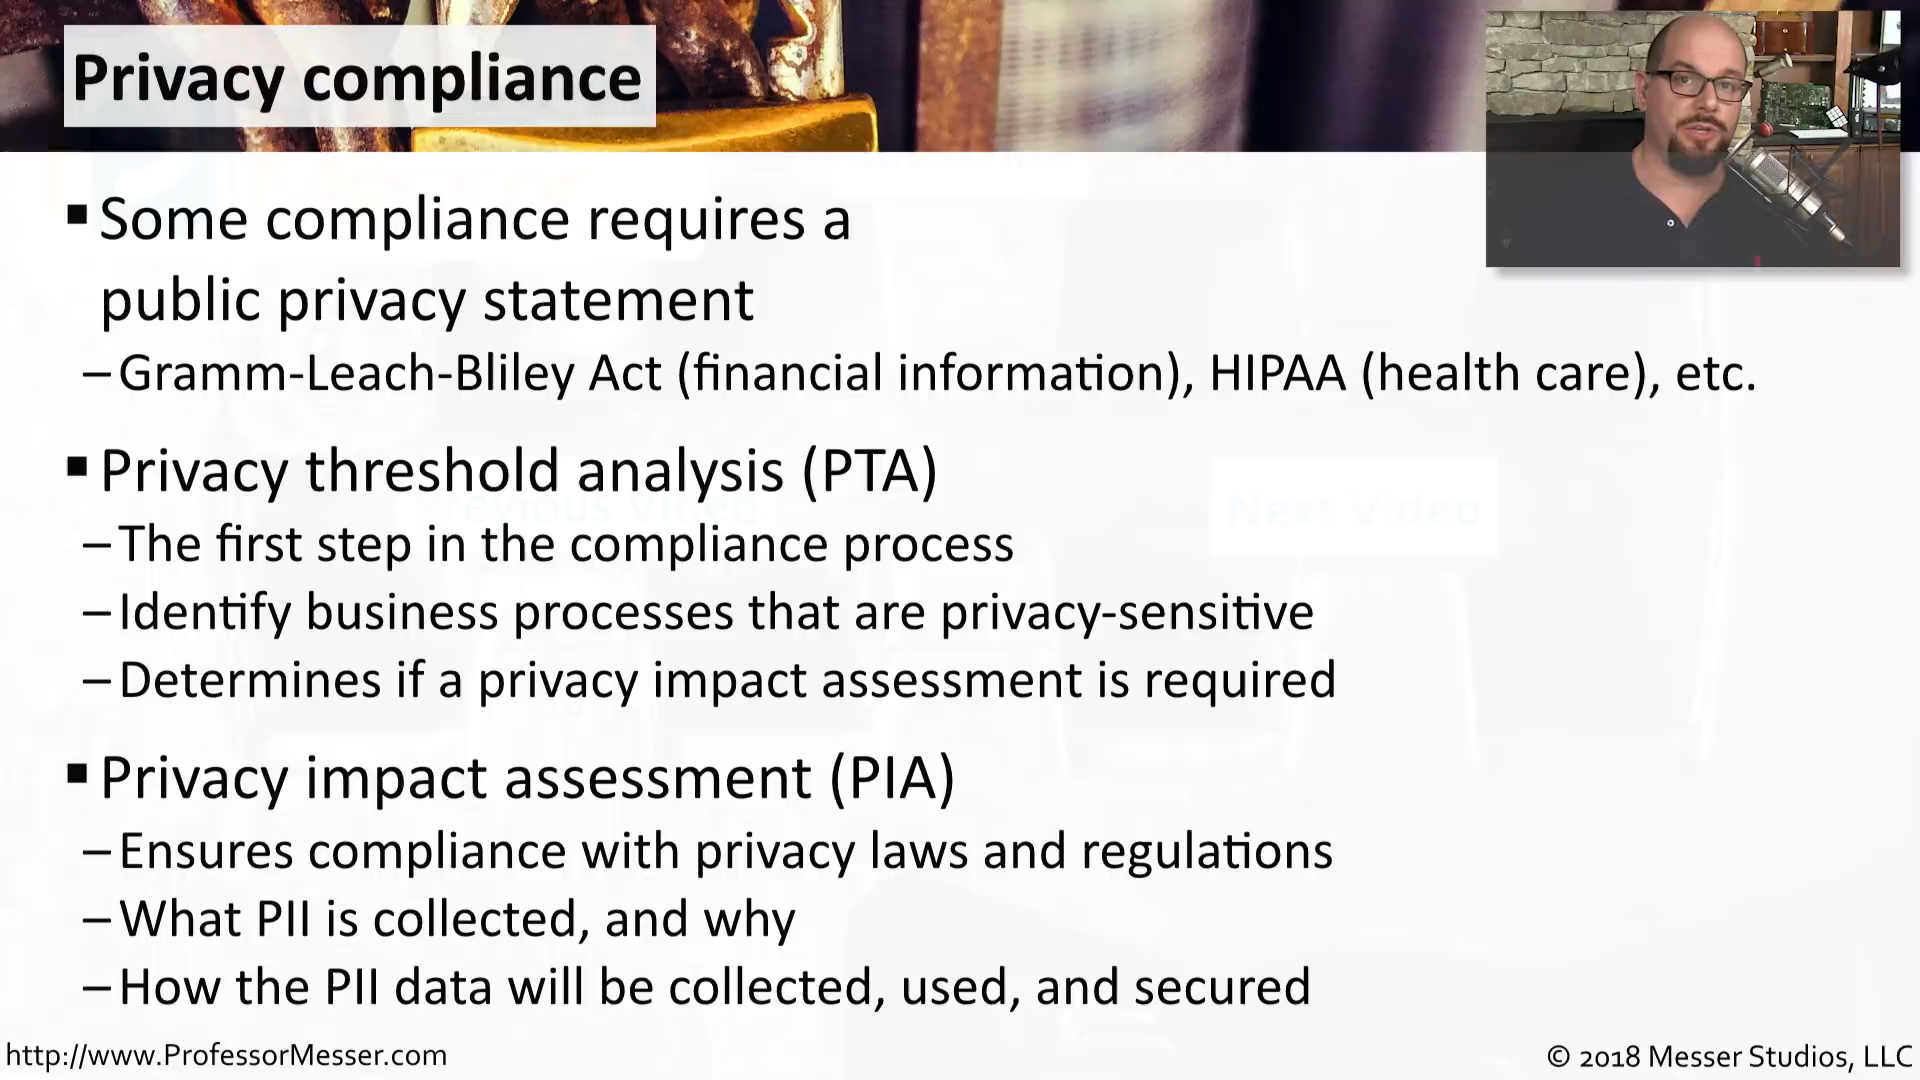 Privacy compliance
▪ Some compliance requires a
public privacy statement
– Gramm-Leach-Bliley Act (financial information), HIPAA (health care), etc.
▪ Privacy threshold analysis (PTA)
Previous Video
Next Video
– The first step in the compliance process
– Identify business processes that are privacy-sensitive
– Determines if a privacy impact assessment is required
▪ Privacy impact assessment (PIA)
– Ensures compliance with privacy laws and regulations
– What PII is collected, and why
– How the PII data will be collected, used, and secured
http://www.ProfessorMesser.com
© 2018 Messer Studios, LLC